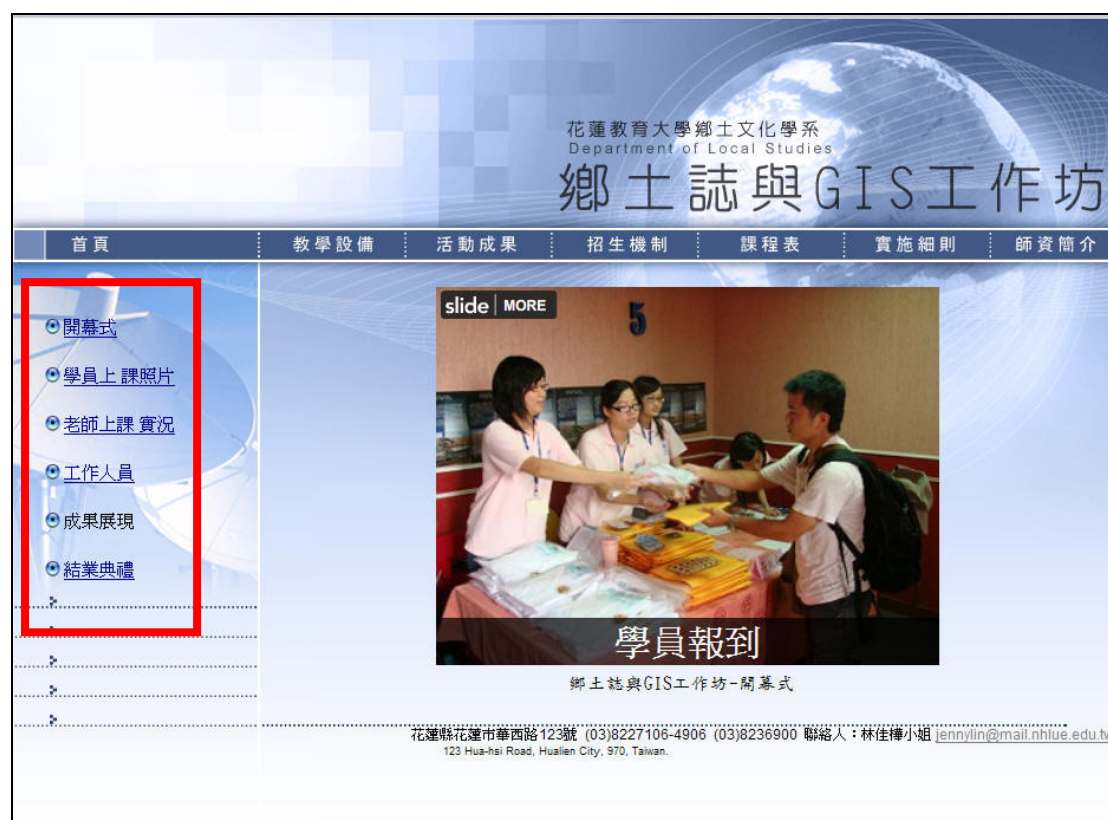 花蓮教育大學鄉土文化學系
Department of Local Studies
鄉土誌與GIS工作坊
首頁 教學設備 活動成果 招生機制 課程表 實施細則 師資簡介
開幕式
學員上 課照片
老師上課 實況
工作人員
成果展現
結業典禮
slide | MORE
5
學員報到
鄉土誌與GIS工作坊-開幕式
花蓮縣花蓮市華西路123號 (03)8227106-4906 (03)8236900 聯絡人：林佳樺小姐 jennylin@mail.nhlue.edu.tw
123 Hua-hsi Road, Hualien City, 970, Taiwan.